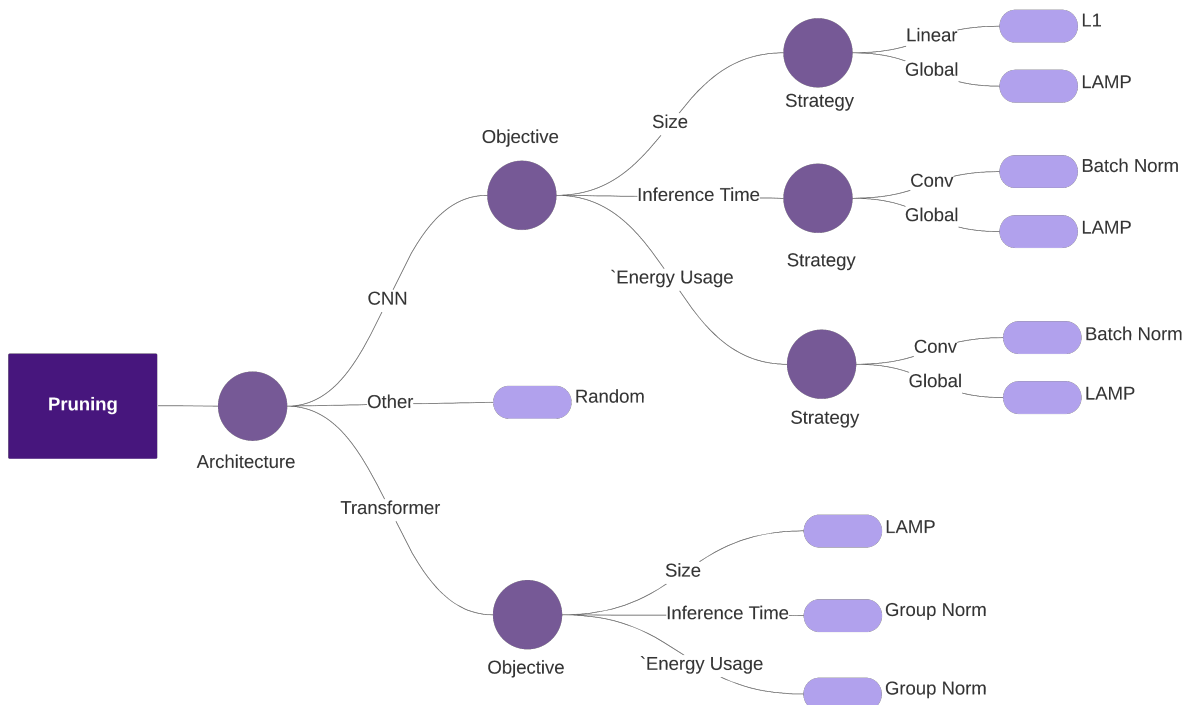 Pruning
Architecture
CNN
Other
Transformer
Objective
Size
Inference Time
`Energy Usage
Strategy
Linear
L1
Global
LAMP
Strategy
Conv
Batch Norm
Global
LAMP
Strategy
Conv
Batch Norm
Global
LAMP
Random
Objective
Size
LAMP
Inference Time
Group Norm
`Energy Usage
Group Norm